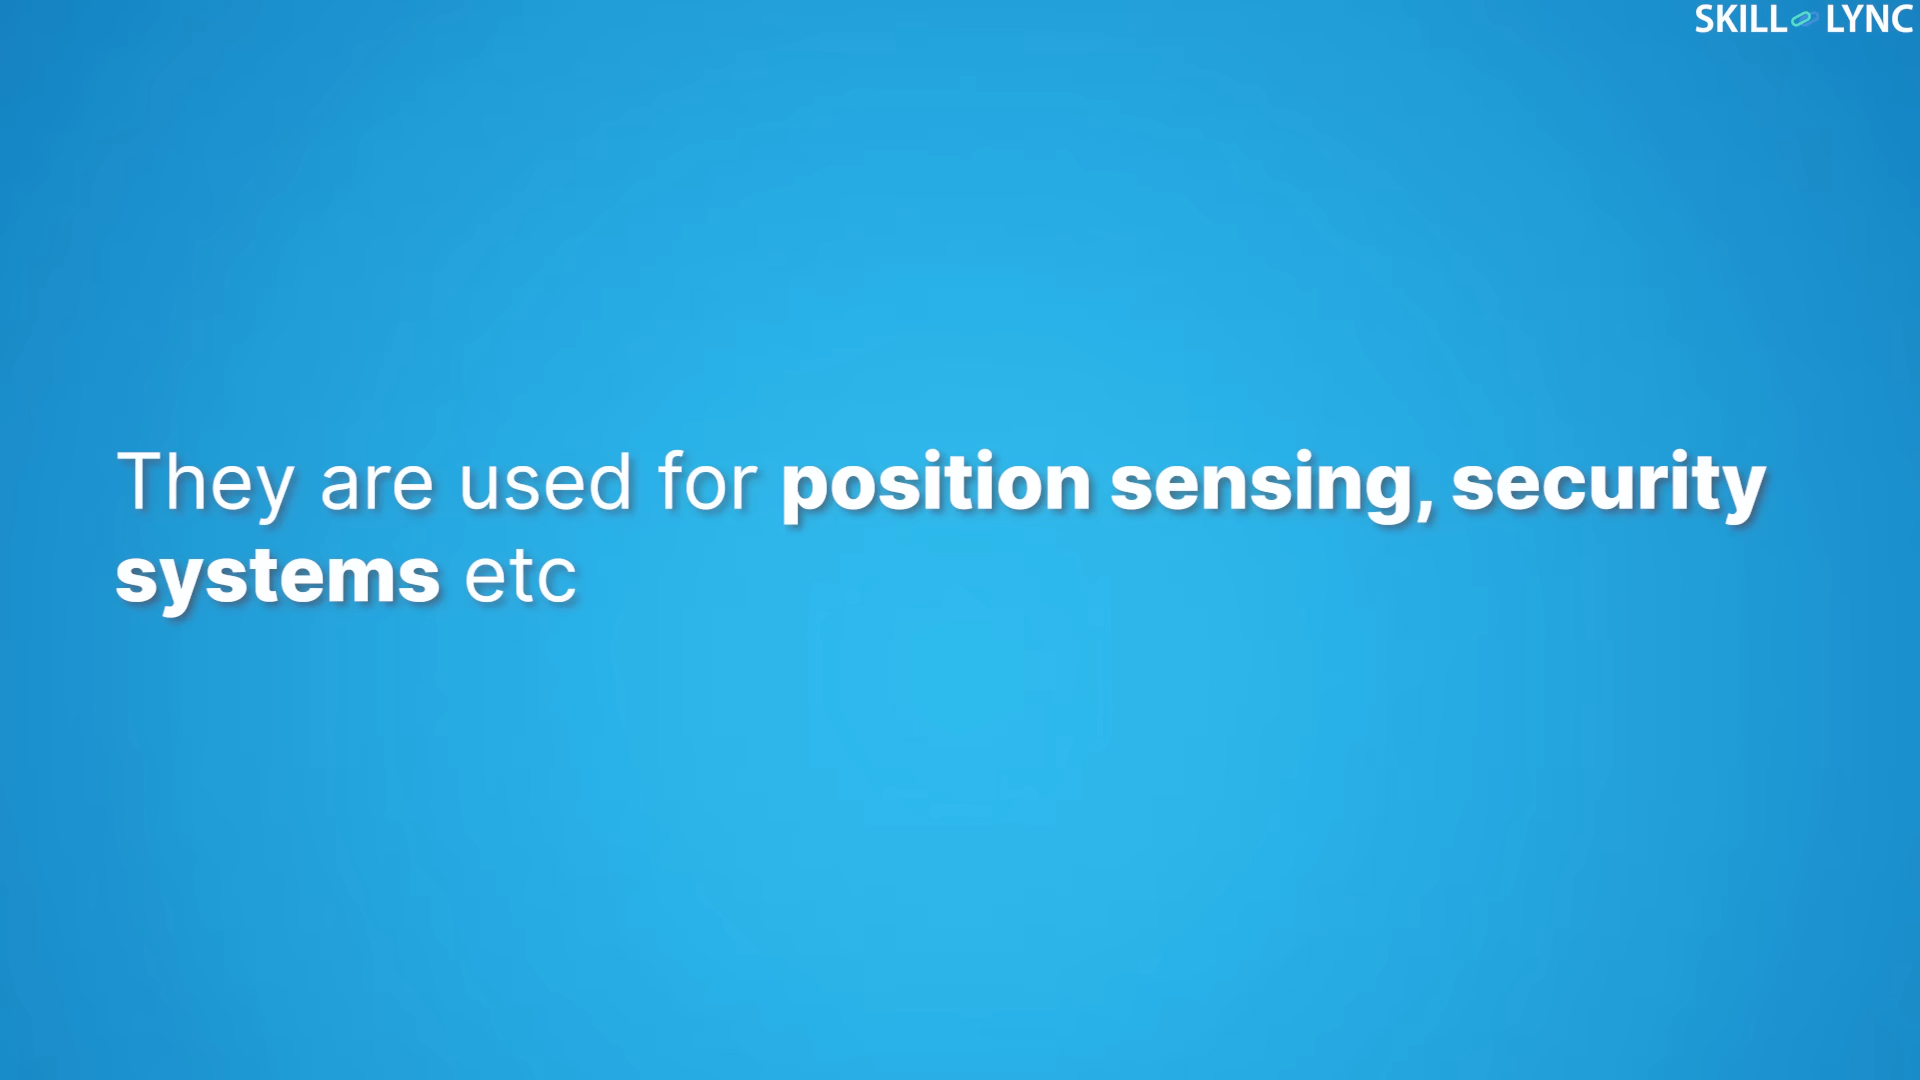 SKILL LYNC
They are used for position sensing, security
systems etc